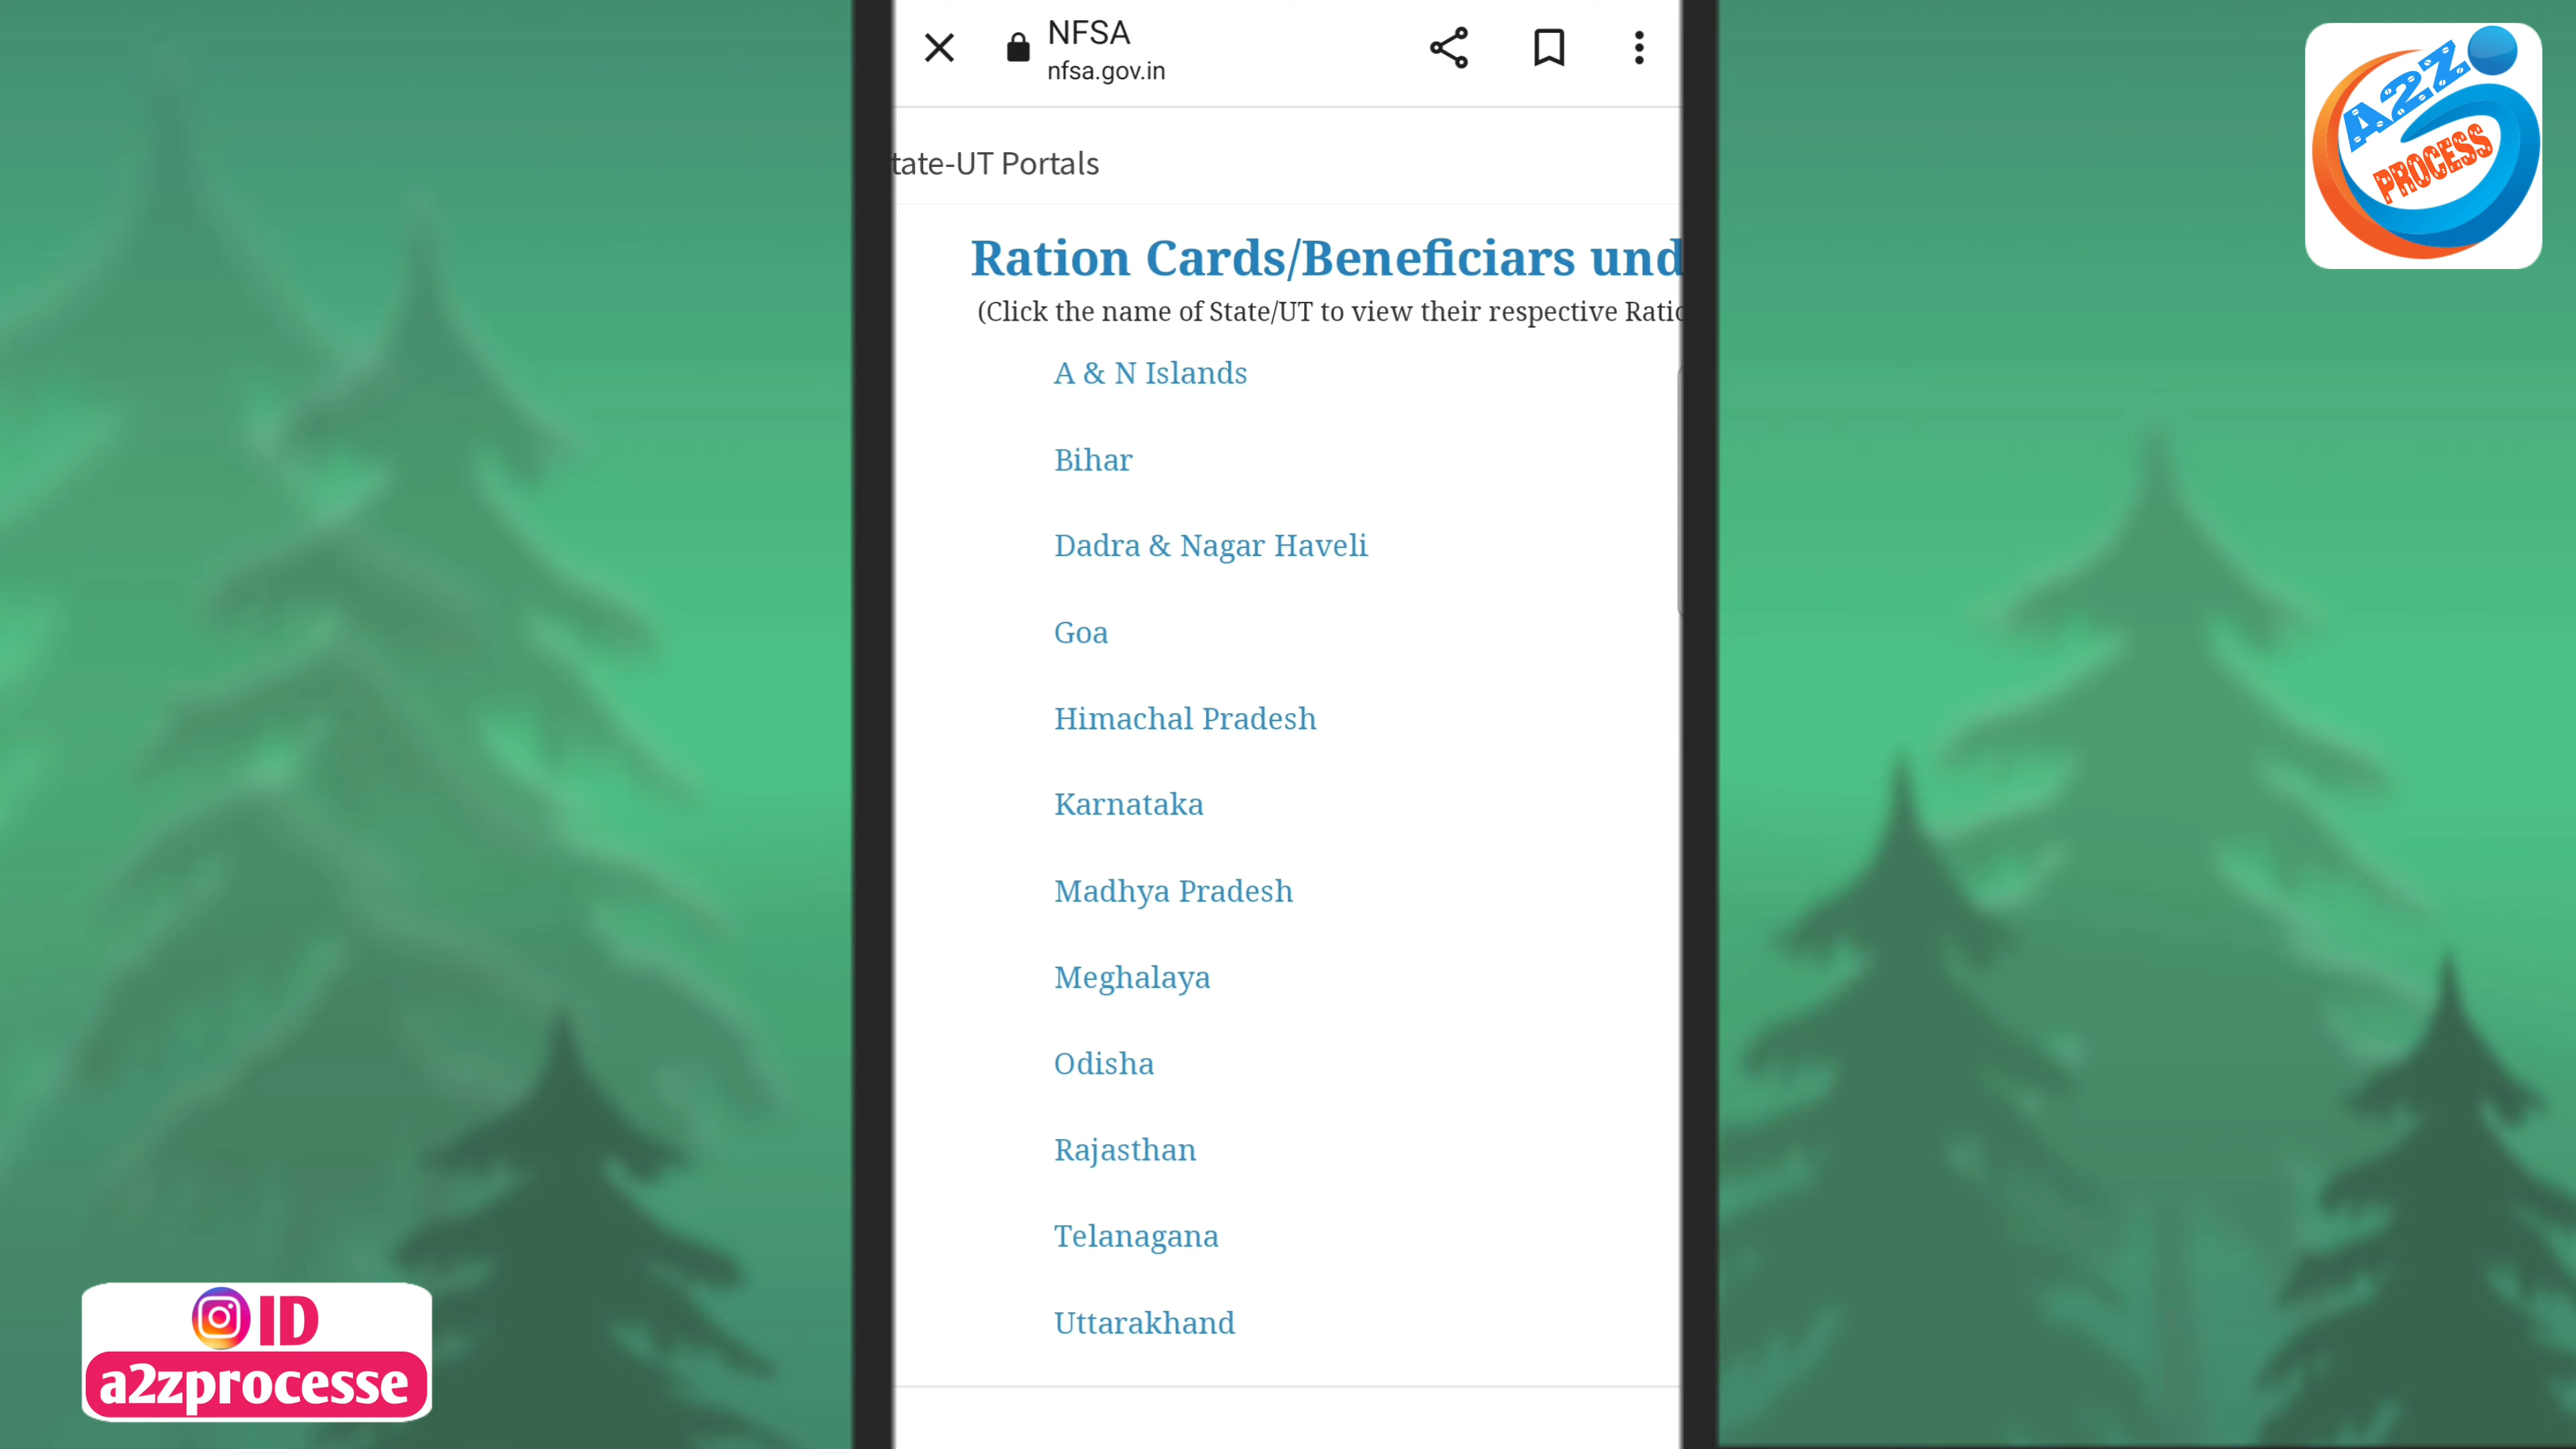 NFSA
nfsa.gov.in
tate-UT Portals
Ration Cards/Beneficiars und
(Click the name of State/UT to view their respective Ratio
A & N Islands
Bihar
Dadra & Nagar Haveli
Goa
Himachal Pradesh
Karnataka
Madhya Pradesh
Meghalaya
Odisha
Rajasthan
Telanagana
Uttarakhand
A2Z
PROCESS
ID
a2zprocesse